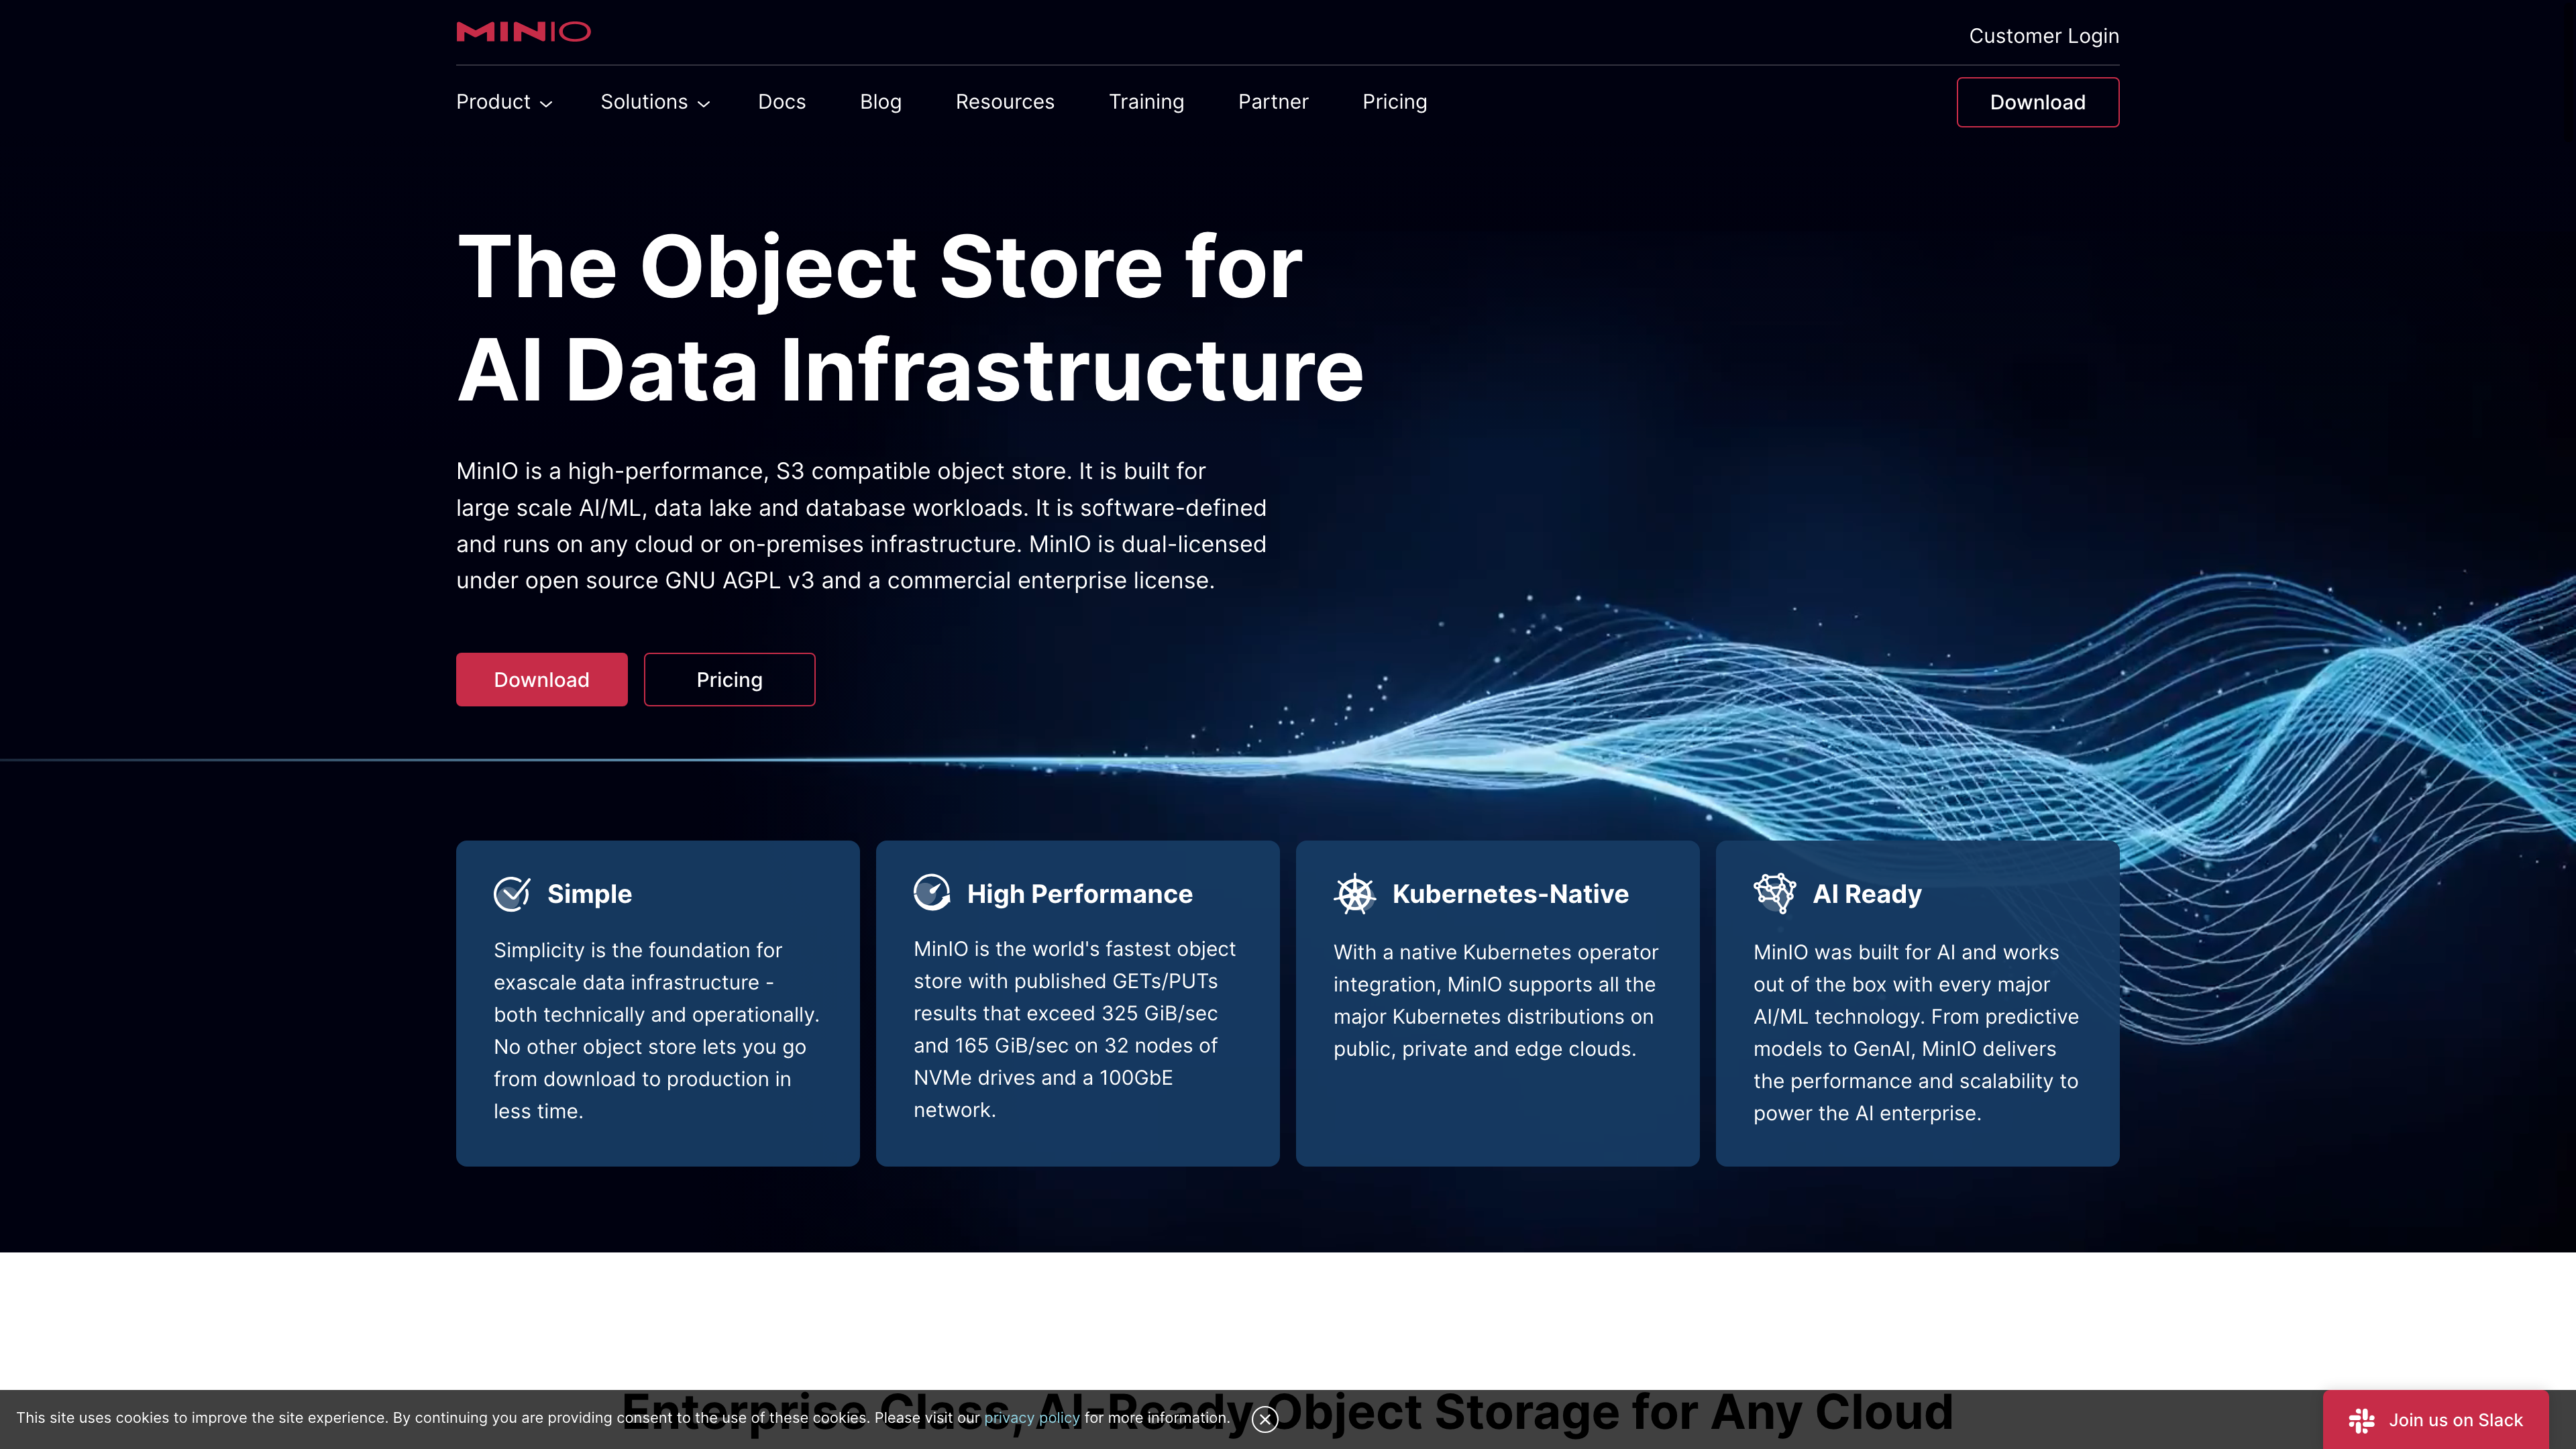 MINIO
Customer Login
Product
Solutions
Docs
Blog
Resources
Training
Partner
Pricing
Download
The Object Store for
AI Data Infrastructure
MinIO is a high-performance, S3 compatible object store. It is built for
large scale AI/ML, data lake and database workloads. It is software-defined
and runs on any cloud or on-premises infrastructure. MinIO is dual-licensed
under open source GNU AGPL v3 and a commercial enterprise license.
Download
Pricing
Simple
Simplicity is the foundation for
exascale data infrastructure -
both technically and operationally.
No other object store lets you go
from download to production in
less time.
High Performance
MinIO is the world's fastest object
store with published GETs/PUTs
results that exceed 325 GiB/sec
and 165 GiB/sec on 32 nodes of
NVMe drives and a 100GbE
network.
Kubernetes-Native
With a native Kubernetes operator
integration, MinIO supports all the
major Kubernetes distributions on
public, private and edge clouds.
AI Ready
MinIO was built for AI and works
out of the box with every major
AI/ML technology. From predictive
models to GenAI, MinIO delivers
the performance and scalability to
power the AI enterprise.
Enterprise Class, AI-Ready Object Storage for Any Cloud
This site uses cookies to improve the site experience. By continuing you are providing consent to the use of these cookies. Please visit our privacy policy for more information.
Join us on Slack